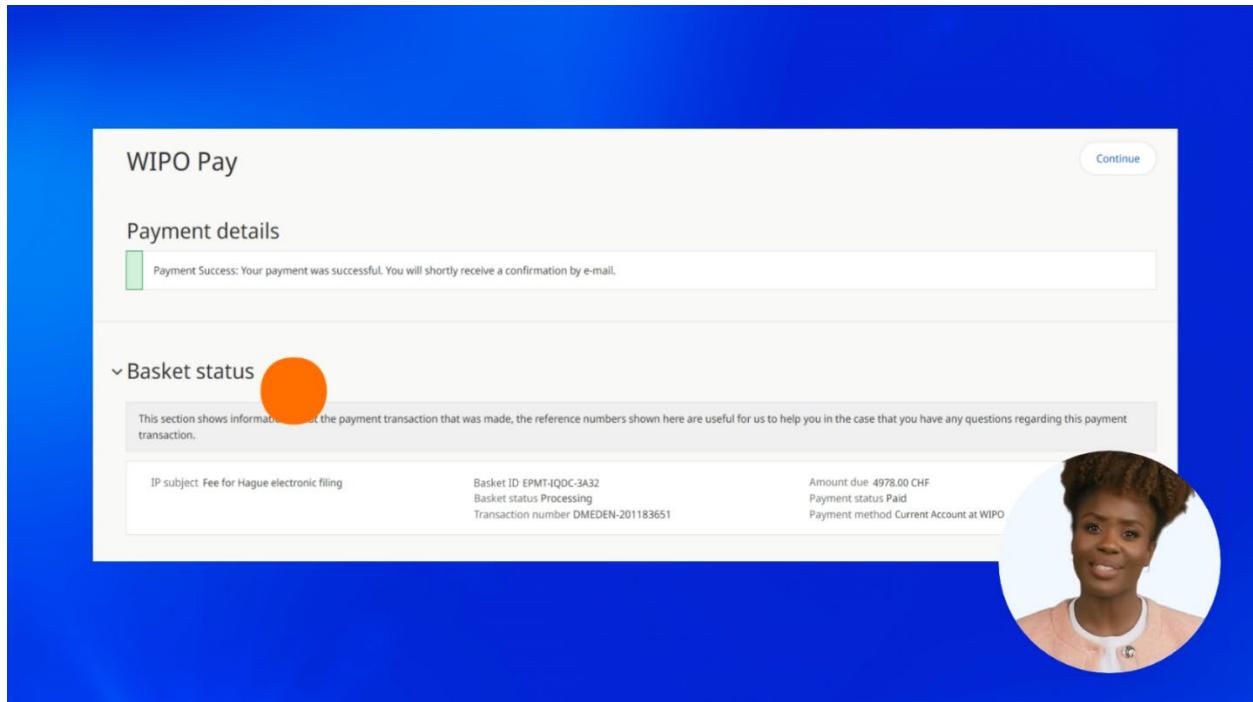 WIPO Pay
Continue
Payment details
Payment Success: Your payment was successful. You will shortly receive a confirmation by e-mail.
Basket status
This section shows the payment transaction that was made, the reference numbers shown here are useful for us to help you in the case that you have any questions regarding this payment
transaction.
IP subject Fee for Hague electronic filing
Basket ID EPMT-IQDC-3A32
Basket status Processing
Transaction number DMEDEN-201183651
Amount due 4978.00 CHF
Payment status Paid
Payment method Current Account at WIPO